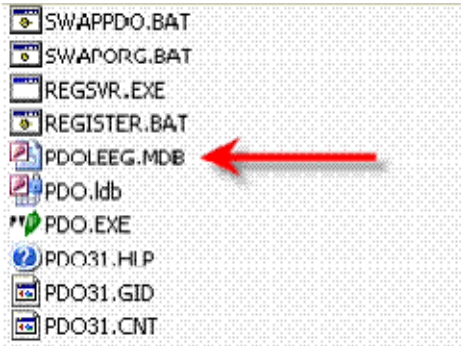 SWAPPDO.BAT
SWAPORG.BAT
REGSVR.EXE
REGISTER.BAT
PDOLEEG.MDB
PDO.ldb
PDO.EXE
PDO31.HLP
PDO31.GID
PDO31.CNT